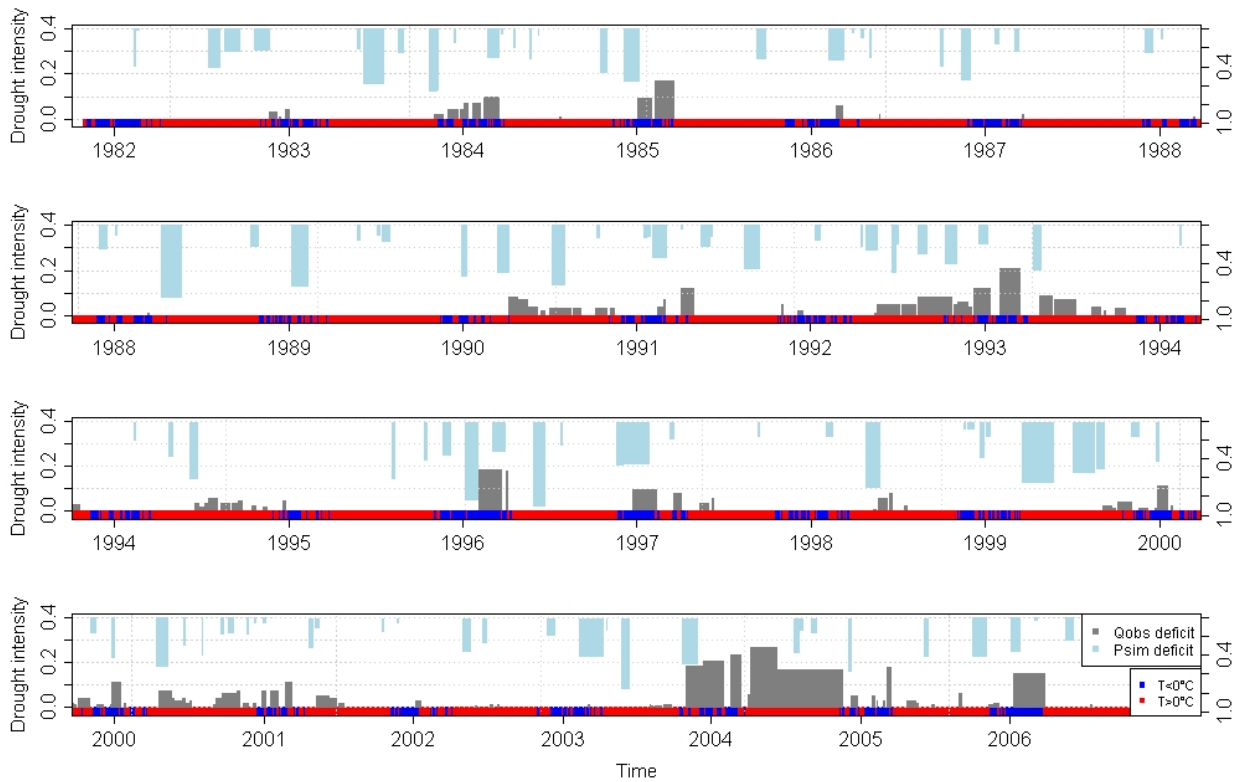 Drought intensity
0.0 0.2 0.4
1.0 0.4
1982 1983 1984 1985 1986 1987 1988
Drought intensity
0.0 0.2 0.4
1.0 0.4
1988 1989 1990 1991 1992 1993 1994
Drought intensity
0.0 0.2 0.4
1.0 0.4
1994 1995 1996 1997 1998 1999 2000
Drought intensity
0.0 0.2 0.4
1.0 0.4
Qobs deficit
Psim deficit
T<0°C
T>0°C
2000 2001 2002 2003 2004 2005 2006
Time